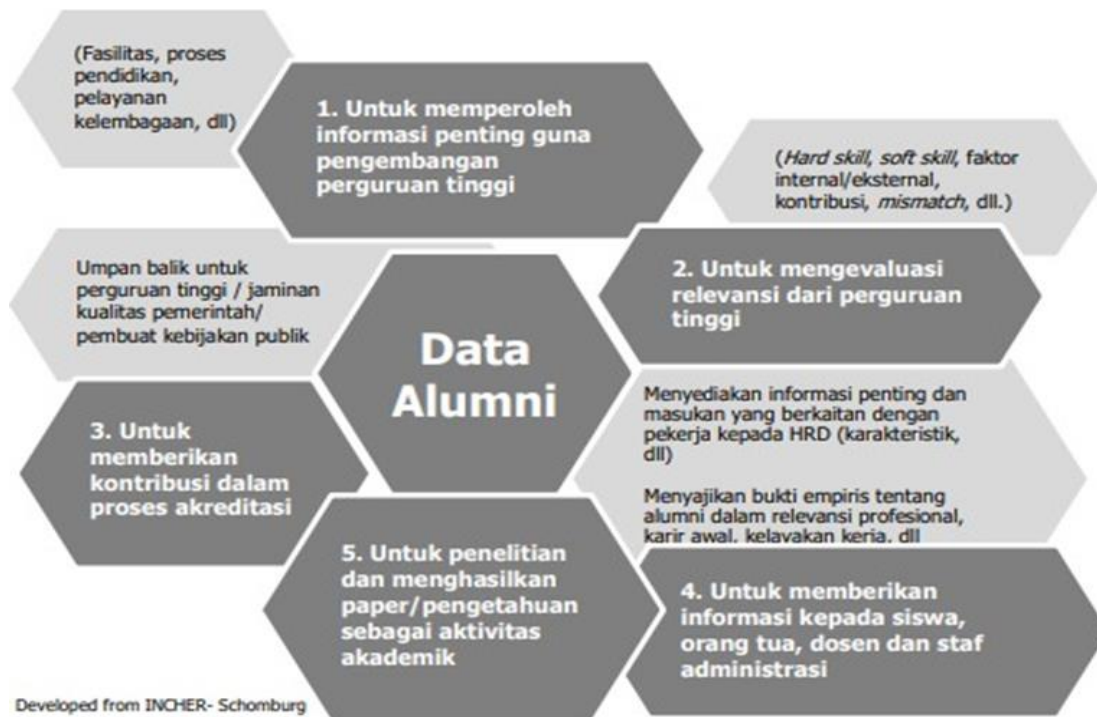 (Fasilitas, proses
pendidikan,
pelayanan
kelembagaan, dll)
1. Untuk memperoleh
informasi penting guna
pengembangan
perguruan tinggi
(Hard skill, soft skill, faktor
internal/eksternal,
kontribusi, mismatch, dll.)
2. Untuk mengevaluasi
relevansi dari perguruan
tinggi
Umpan balik untuk
perguruan tinggi / jaminan
kualitas pemerintah/
pembuat kebijakan publik
Data
Alumni
3. Untuk
memberikan
kontribusi dalam
proses akreditasi
Menyediakan informasi penting dan
masukan yang berkaitan dengan
pekerja kepada HRD (karakteristik,
dll)
Menyajikan bukti empiris tentang
alumni dalam relevansi profesional,
karir awal, kelayakan kerja, dll
5. Untuk penelitian
dan menghasilkan
paper/pengetahuan
sebagai aktivitas
akademik
4. Untuk memberikan
informasi kepada siswa,
orang tua, dosen dan staf
administrasi
Developed from INCHER- Schomburg